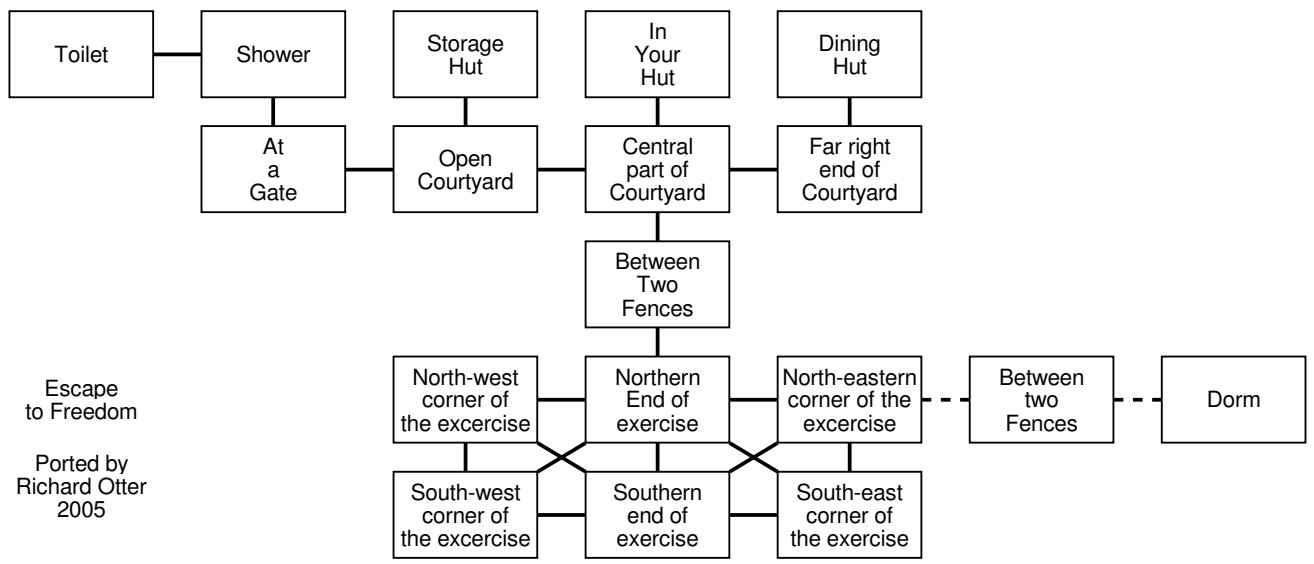 Toilet
Shower
Storage
Hut
In
Your
Hut
Dining
Hut
At
a
Gate
Open
Courtyard
Central
part of
Courtyard
Far right
end of
Courtyard
Between
Two
Fences
North-west
corner of
the excercise
Northern
End of
exercise
North-eastern
corner of the
excercise
Between
two
Fences
Dorm
Escape
to Freedom
Ported by
Richard Otter
2005
South-west
corner of
the excercise
Southern
end of
exercise
South-east
corner of
the exercise